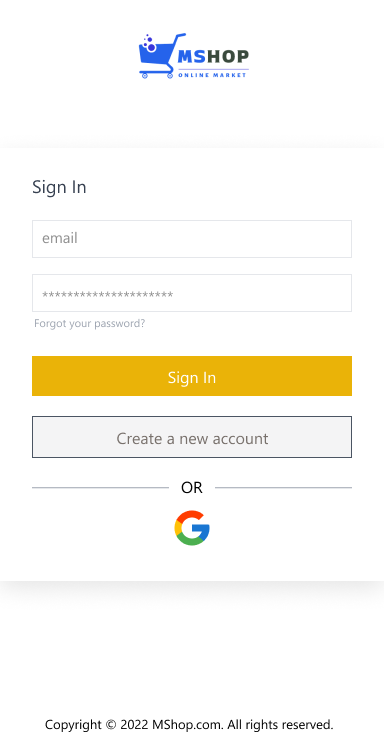 MSHOP
ONLINE MARKET
Sign In
email
*********************
Forgot your password?
Sign In
Create a new account
OR
Copyright © 2022 MShop.com. All rights reserved.